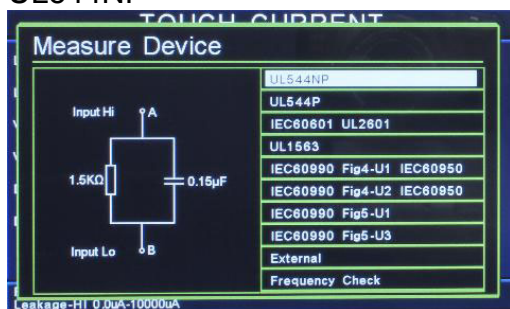 UL544NP
TOUCH CURRENT
Measure Device
UL544NP
UL544P
IEC60601 UL2601
UL1563
IEC60990 Fig4-U1 IEC60950
IEC60990 Fig4-U2 IEC60950
IEC60990 Fig5-U1
IEC60990 Fig5-U3
External
Frequency Check
Input Hi
A
1.5KΩ
0.15μF
Input Lo
B
Leakage-HI 0.0uA-10000uA